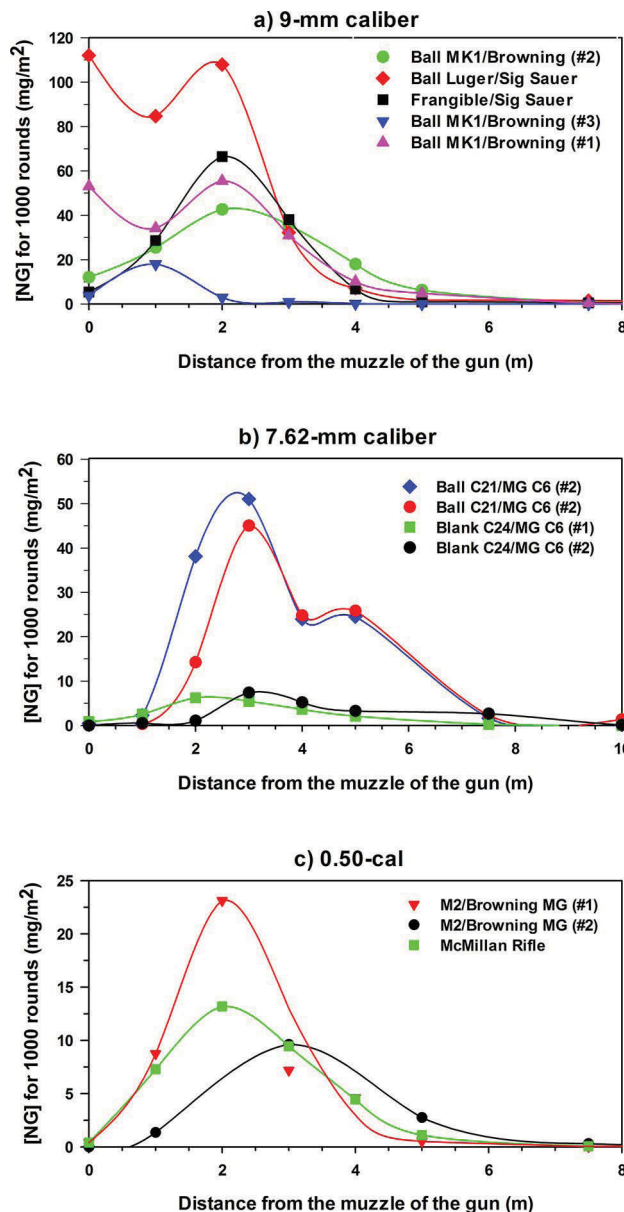 a) 9-mm caliber
[NG] for 1000 rounds (mg/m²)
120
100
80
60
40
20
0
Ball MK1/Browning (#2)
Ball Luger/Sig Sauer
Frangible/Sig Sauer
Ball MK1/Browning (#3)
Ball MK1/Browning (#1)
0 2 4 6 8
Distance from the muzzle of the gun (m)
b) 7.62-mm caliber
[NG] for 1000 rounds (mg/m²)
60
50
40
30
20
10
0
Ball C21/MG C6 (#2)
Ball C21/MG C6 (#2)
Blank C24/MG C6 (#1)
Blank C24/MG C6 (#2)
0 2 4 6 8 10
Distance from the muzzle of the gun (m)
c) 0.50-cal
[NG] for 1000 rounds (mg/m²)
25
20
15
10
5
0
M2/Browning MG (#1)
M2/Browning MG (#2)
McMillan Rifle
0 2 4 6 8
Distance from the muzzle of the gun (m)